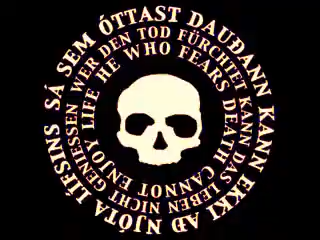 SÁ SEM ÓTTAST DAUÐANN KANN EKKI AÐ NJÓTA LÍFSINS
WER DEN TOD FÜRCHTET KANN DAS LEBEN NICHT GENIESSEN
HE WHO FEARS DEATH CANNOT ENJOY LIFE